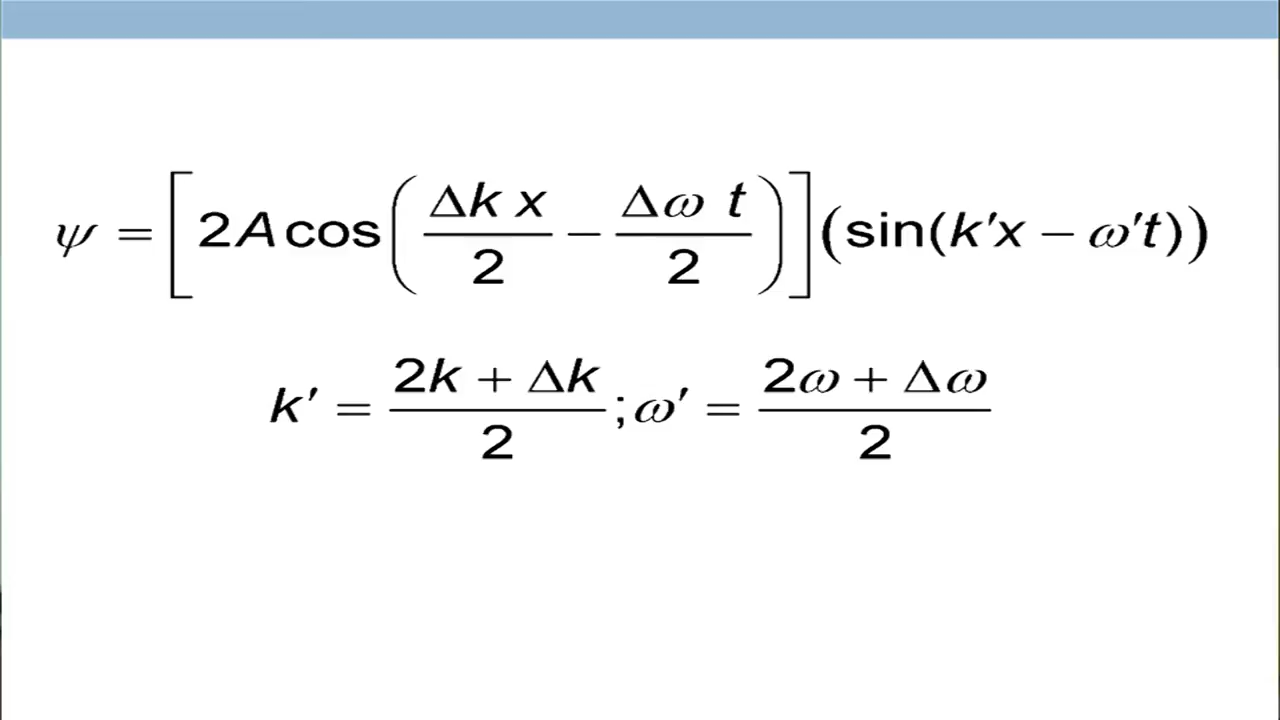 ψ = [2A cos(Δk x / 2 − Δω t / 2)](sin(k′x − ω′t))
k′ = (2k + Δk) / 2 ; ω′ = (2ω + Δω) / 2